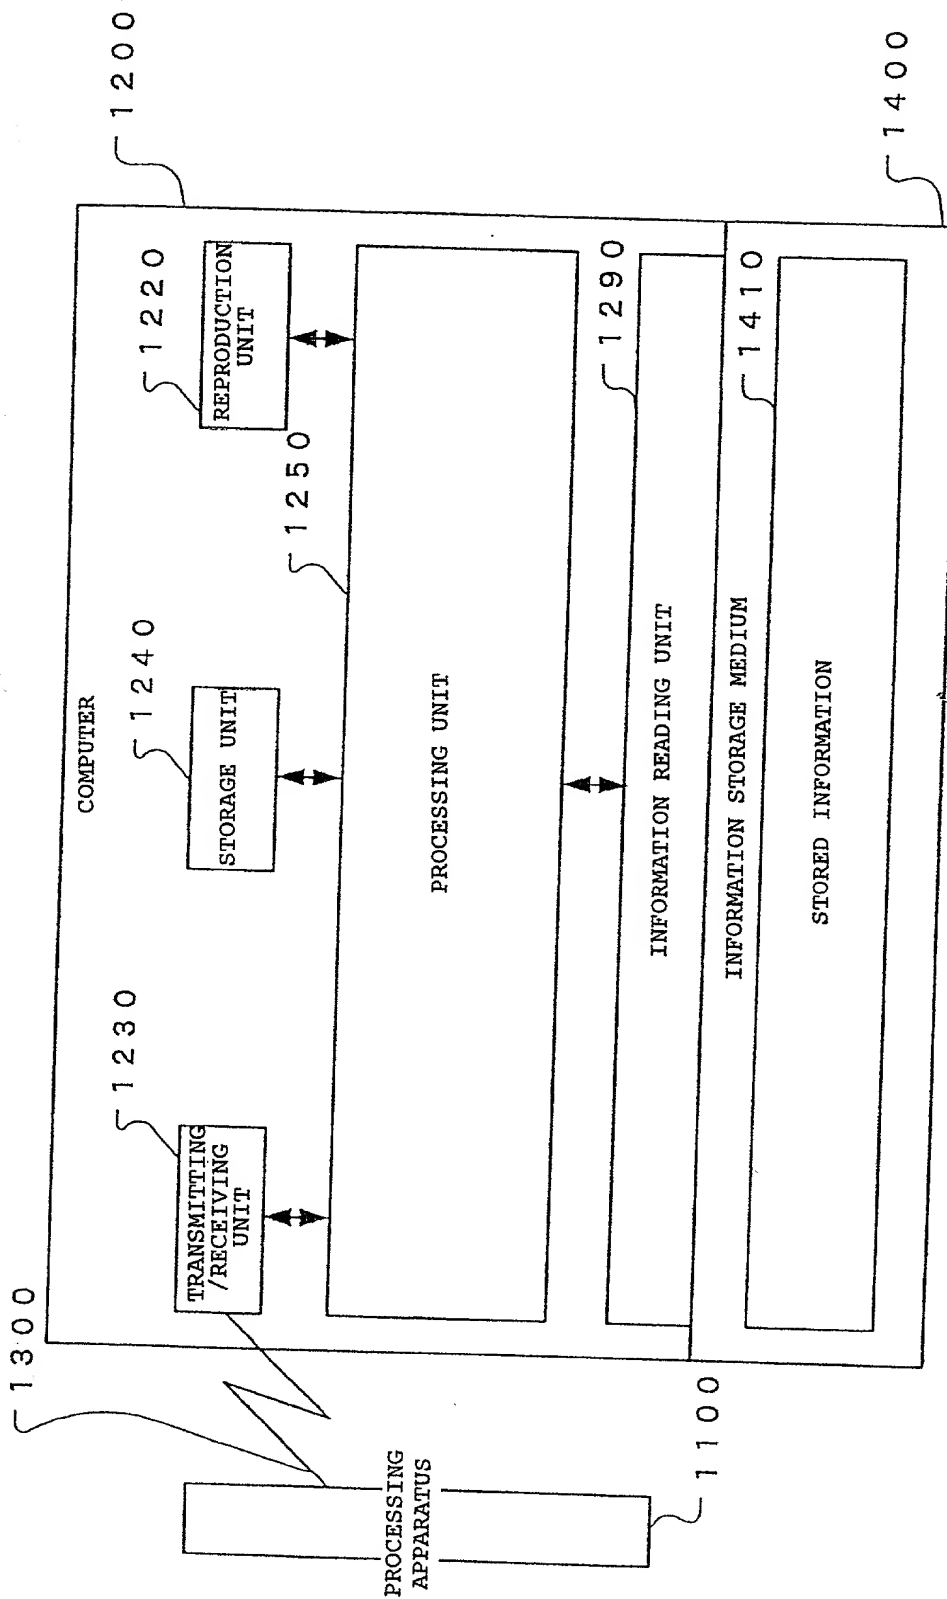 1200
COMPUTER
1300
1230
1240
1220
TRANSMITTING
/RECEIVING
UNIT
STORAGE UNIT
REPRODUCTION
UNIT
1250
PROCESSING UNIT
PROCESSING
APPARATUS
1100
1290
INFORMATION READING UNIT
INFORMATION STORAGE MEDIUM
1410
STORED INFORMATION
1400